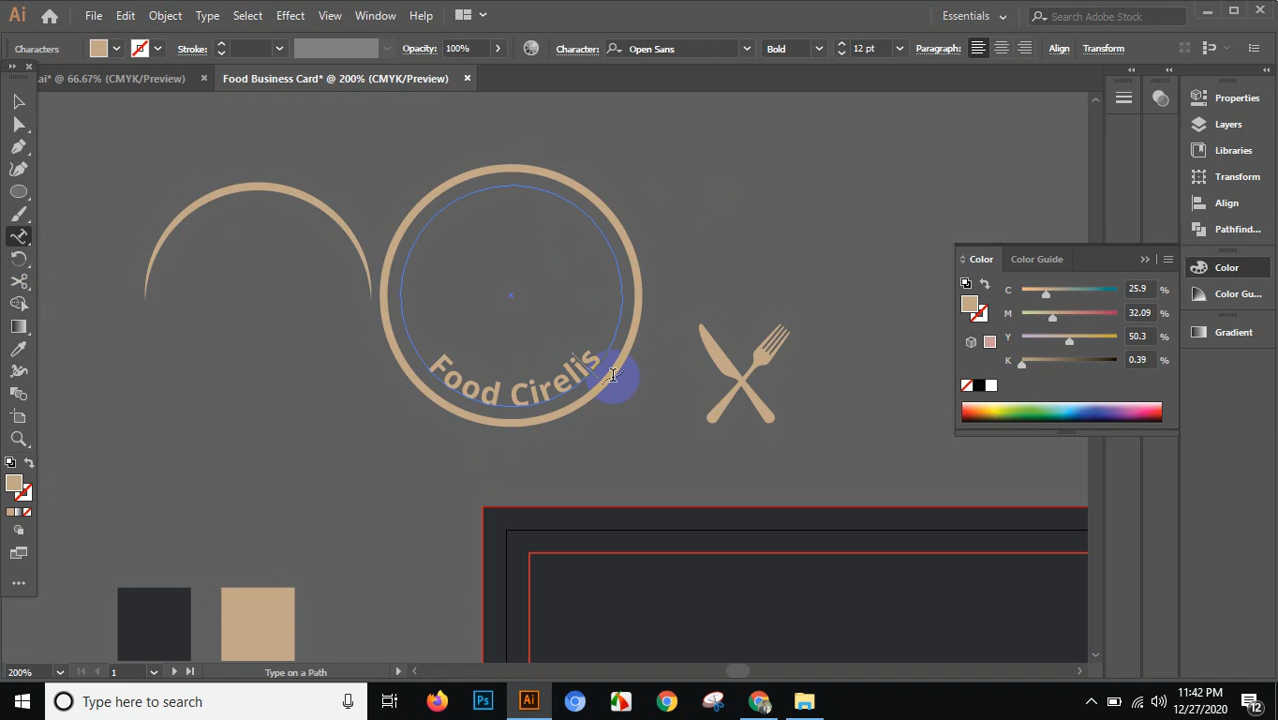 Ai File Edit Object Type Select Effect View Window Help Essentials Search Adobe Stock
Characters Stroke: Opacity: 100% Character: Open Sans Bold 12 pt Paragraph: Align Transform
ai* @ 66.67% (CMYK/Preview) × Food Business Card* @ 200% (CMYK/Preview) ×
Properties
Layers
Libraries
Transform
Align
Pathfind...
Color
Color Gu...
Gradient
Color Color Guide
C 25.9 %
M 32.09 %
Y 50.3 %
K 0.39 %
Food Cirelis
200% 1 Type on a Path
Type here to search Ps Ai 11:42 PM
12/27/2020 12